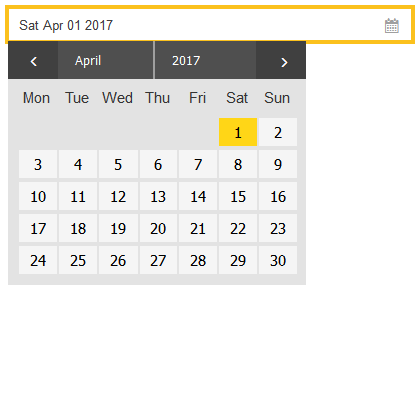 Sat Apr 01 2017
‹ April 2017 ›
Mon Tue Wed Thu Fri Sat Sun
1 2
3 4 5 6 7 8 9
10 11 12 13 14 15 16
17 18 19 20 21 22 23
24 25 26 27 28 29 30